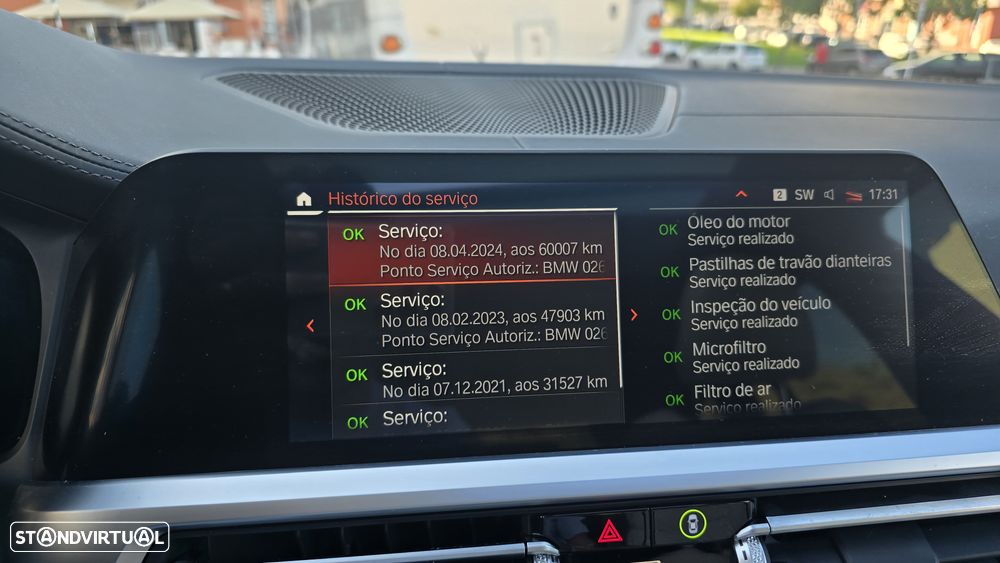 Histórico do serviço
2 SW 17:31
OK Serviço:
No dia 08.04.2024, aos 60007 km
Ponto Serviço Autoriz.: BMW 026
OK Serviço:
No dia 08.02.2023, aos 47903 km
Ponto Serviço Autoriz.: BMW 026
OK Serviço:
No dia 07.12.2021, aos 31527 km
OK Serviço:
OK Óleo do motor
Serviço realizado
OK Pastilhas de travão dianteiras
Serviço realizado
OK Inspeção do veículo
Serviço realizado
OK Microfiltro
Serviço realizado
OK Filtro de ar
Serviço realizado
STANDVIRTUAL